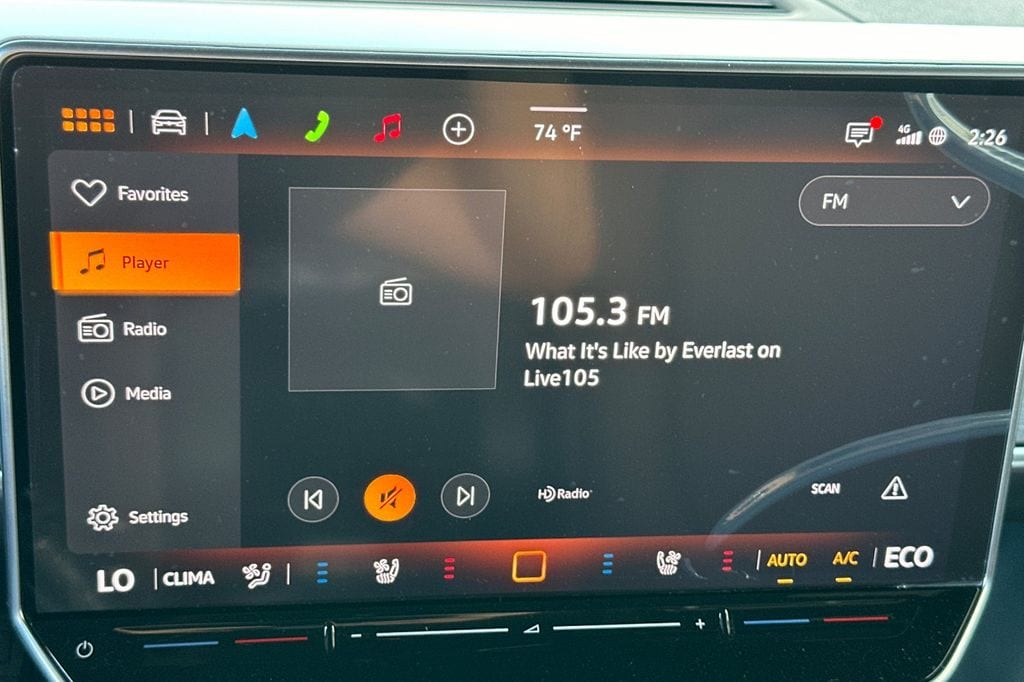 74 °F
4G
2:26
Favorites
FM
Player
105.3 FM
Radio
What It's Like by Everlast on
Live105
Media
SCAN
HD Radio
Settings
LO
CLIMA
AUTO
A/C
ECO
- +